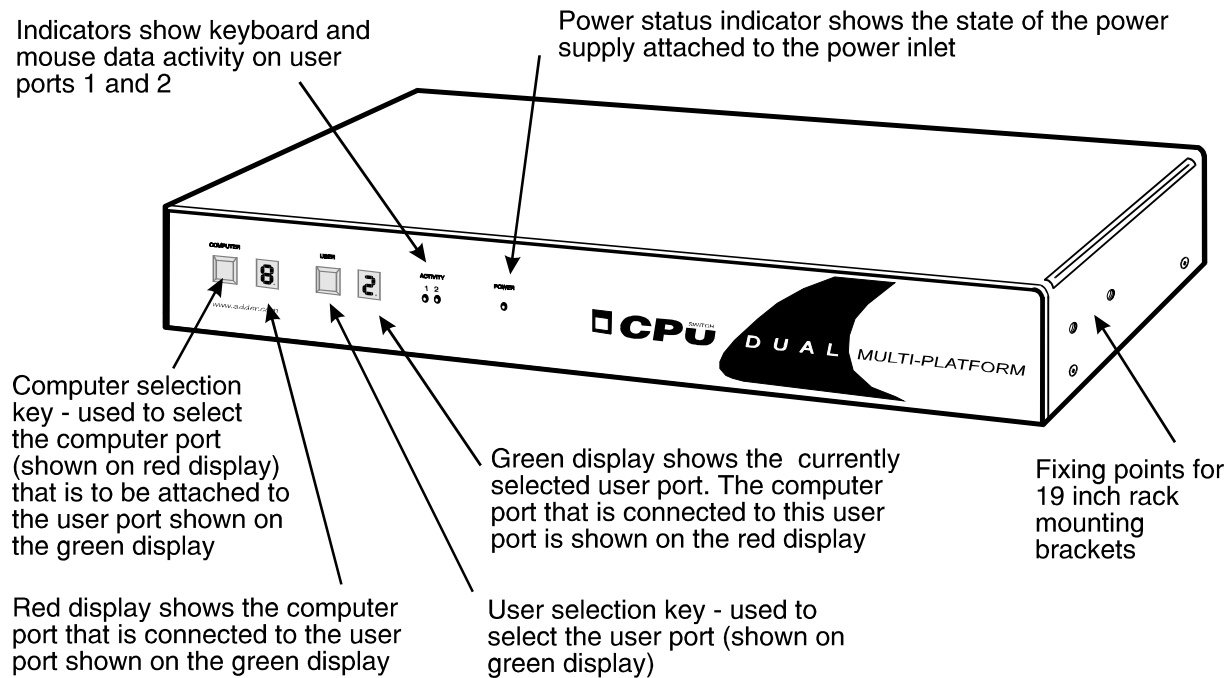 Indicators show keyboard and
mouse data activity on user
ports 1 and 2
Power status indicator shows the state of the power
supply attached to the power inlet
COMPUTER
8
USER
2
ACTIVITY
1 2
POWER
www.adder.com
CPU
SWITCH
DUAL
MULTI-PLATFORM
Computer selection
key - used to select
the computer port
(shown on red display)
that is to be attached to
the user port shown on
the green display
Green display shows the currently
selected user port. The computer
port that is connected to this user
port is shown on the red display
Fixing points for
19 inch rack
mounting
brackets
Red display shows the computer
port that is connected to the user
port shown on the green display
User selection key - used to
select the user port (shown on
green display)